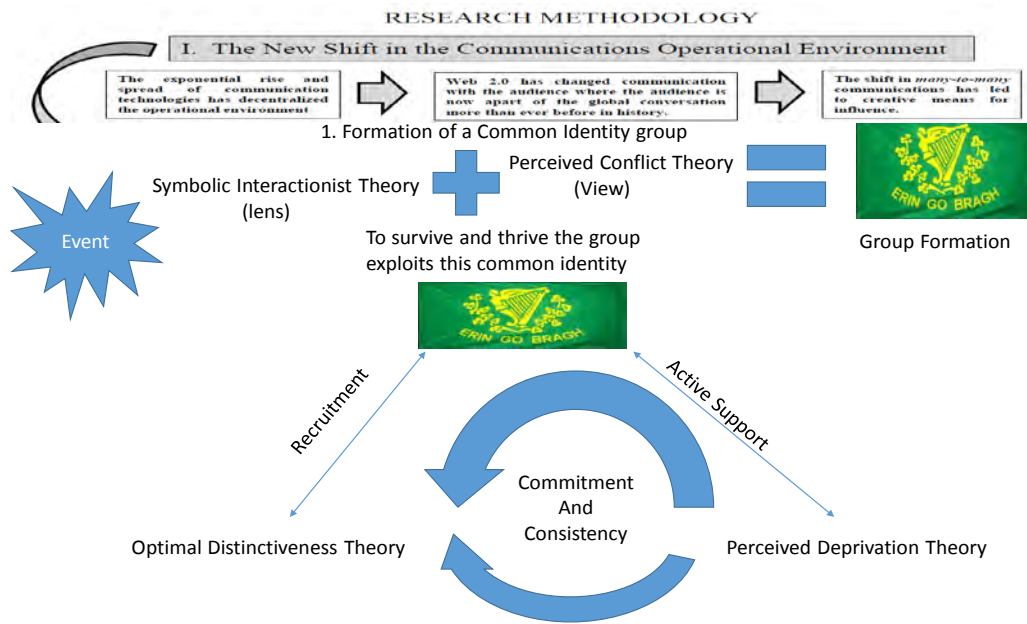 RESEARCH METHODOLOGY
I. The New Shift in the Communications Operational Environment
The exponential rise and
spread of communication
technologies has decentralized
the operational environment
Web 2.0 has changed communication
with the audience where the audience is
now apart of the global conversation
more than ever before in history.
The shift in many-to-many
communications has led
to creative means for
influence.
1. Formation of a Common Identity group
Event
Symbolic Interactionist Theory
(lens)
Perceived Conflict Theory
(View)
ERIN GO BRAGH
Group Formation
To survive and thrive the group
exploits this common identity
ERIN GO BRAGH
Recruitment
Active Support
Commitment
And
Consistency
Optimal Distinctiveness Theory
Perceived Deprivation Theory